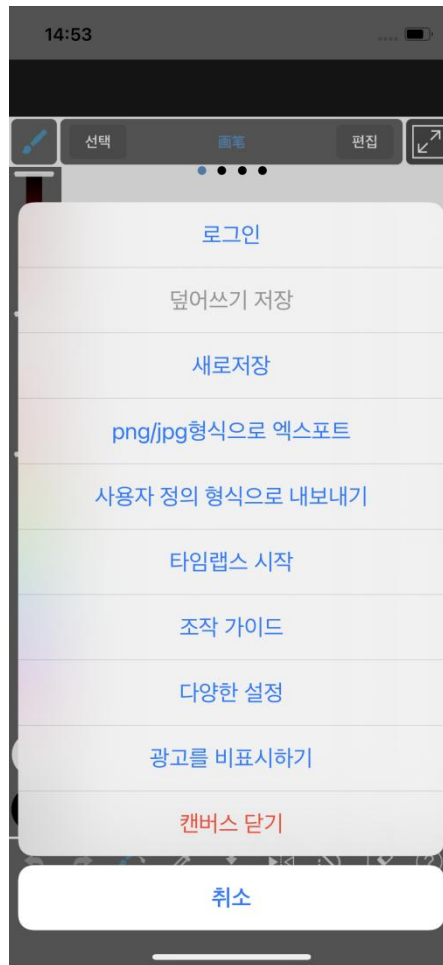 14:53
선택 画笔 편집
로그인
덮어쓰기 저장
새로저장
png/jpg형식으로 엑스포트
사용자 정의 형식으로 내보내기
타임랩스 시작
조작 가이드
다양한 설정
광고를 비표시하기
캔버스 닫기
취소